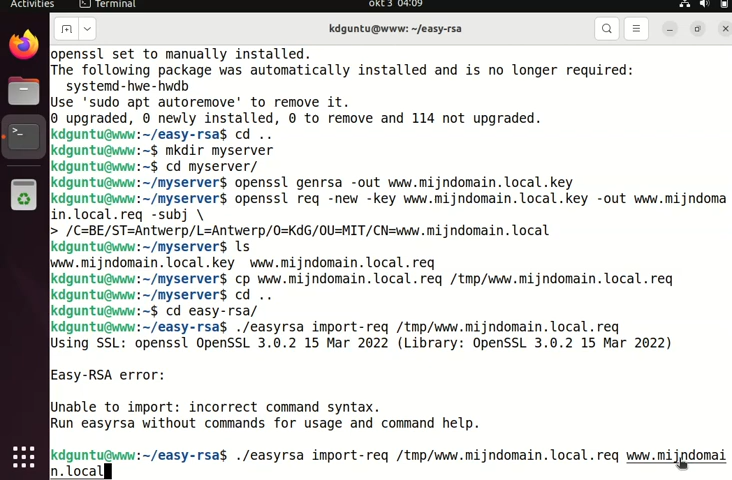 Activities
Terminal
okt 3 04:09
kdguntu@www: ~/easy-rsa
openssl set to manually installed.
The following package was automatically installed and is no longer required:
  systemd-hwe-hwdb
Use 'sudo apt autoremove' to remove it.
0 upgraded, 0 newly installed, 0 to remove and 114 not upgraded.
kdguntu@www:~/easy-rsa$ cd ..
kdguntu@www:~$ mkdir myserver
kdguntu@www:~$ cd myserver/
kdguntu@www:~/myserver$ openssl genrsa -out www.mijndomain.local.key
kdguntu@www:~/myserver$ openssl req -new -key www.mijndomain.local.key -out www.mijndoma
in.local.req -subj \
> /C=BE/ST=Antwerp/L=Antwerp/O=KdG/OU=MIT/CN=www.mijndomain.local
kdguntu@www:~/myserver$ ls
www.mijndomain.local.key  www.mijndomain.local.req
kdguntu@www:~/myserver$ cp www.mijndomain.local.req /tmp/www.mijndomain.local.req
kdguntu@www:~/myserver$ cd ..
kdguntu@www:~$ cd easy-rsa/
kdguntu@www:~/easy-rsa$ ./easyrsa import-req /tmp/www.mijndomain.local.req
Using SSL: openssl OpenSSL 3.0.2 15 Mar 2022 (Library: OpenSSL 3.0.2 15 Mar 2022)
Easy-RSA error:
Unable to import: incorrect command syntax.
Run easyrsa without commands for usage and command help.
kdguntu@www:~/easy-rsa$ ./easyrsa import-req /tmp/www.mijndomain.local.req www.mijndomai
n.local